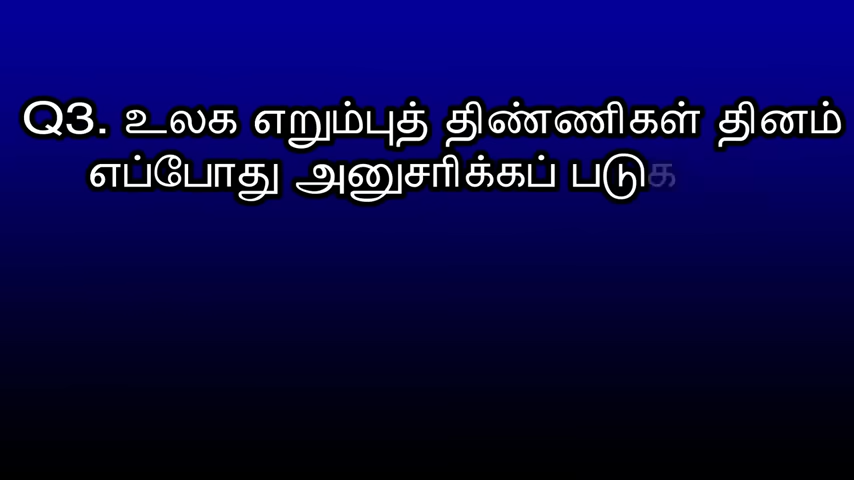 Q3. உலக எறும்புத் திண்ணிகள் தினம்
எப்போது அனுசரிக்கப் படுக